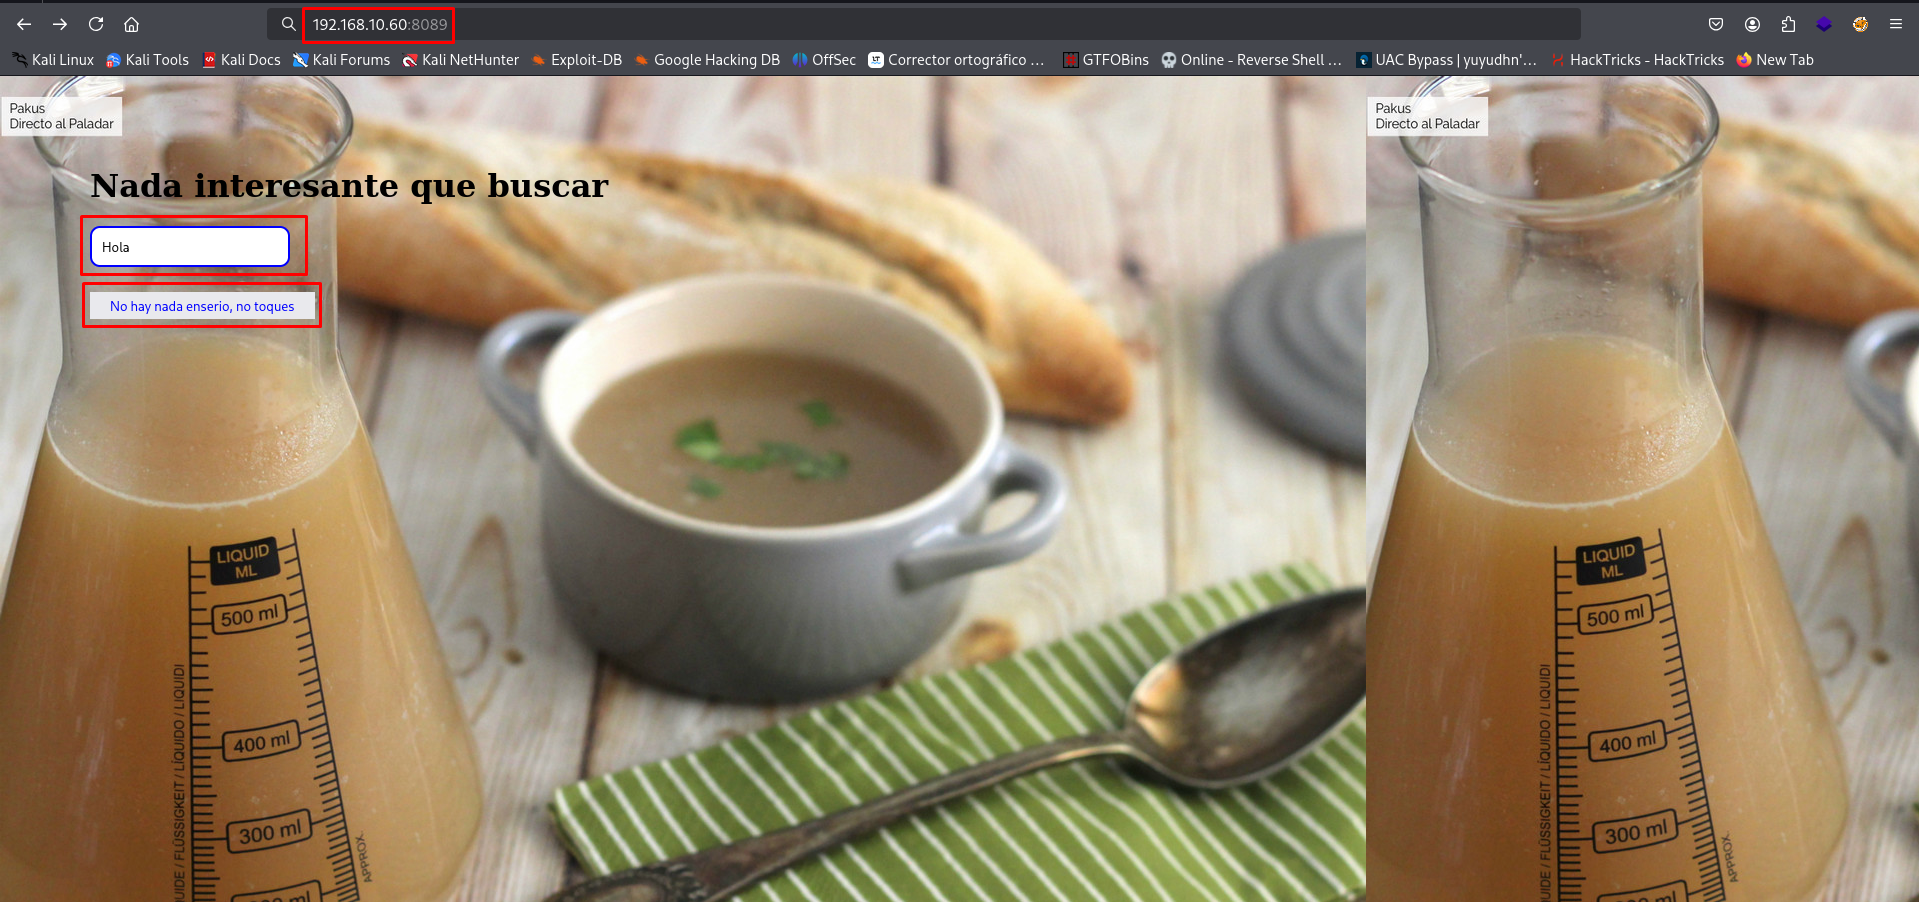 192.168.10.60:8089
Kali Linux Kali Tools Kali Docs Kali Forums Kali NetHunter Exploit-DB Google Hacking DB OffSec Corrector ortográfico ... GTFOBins Online - Reverse Shell ... UAC Bypass | yuyudhn'... HackTricks - HackTricks New Tab
Pakus
Directo al Paladar
Pakus
Directo al Paladar
Nada interesante que buscar
Hola
No hay nada enserio, no toques
LIQUID
ML
500 ml
400 ml
300 ml
UIDE / FLÜSSIGKEIT / LÍQUIDO / LIQUIDI
APPROX.
LIQUID
ML
500 ml
400 ml
300 ml
UIDE / FLÜSSIGKEIT / LÍQUIDO / LIQUIDI
APPROX.